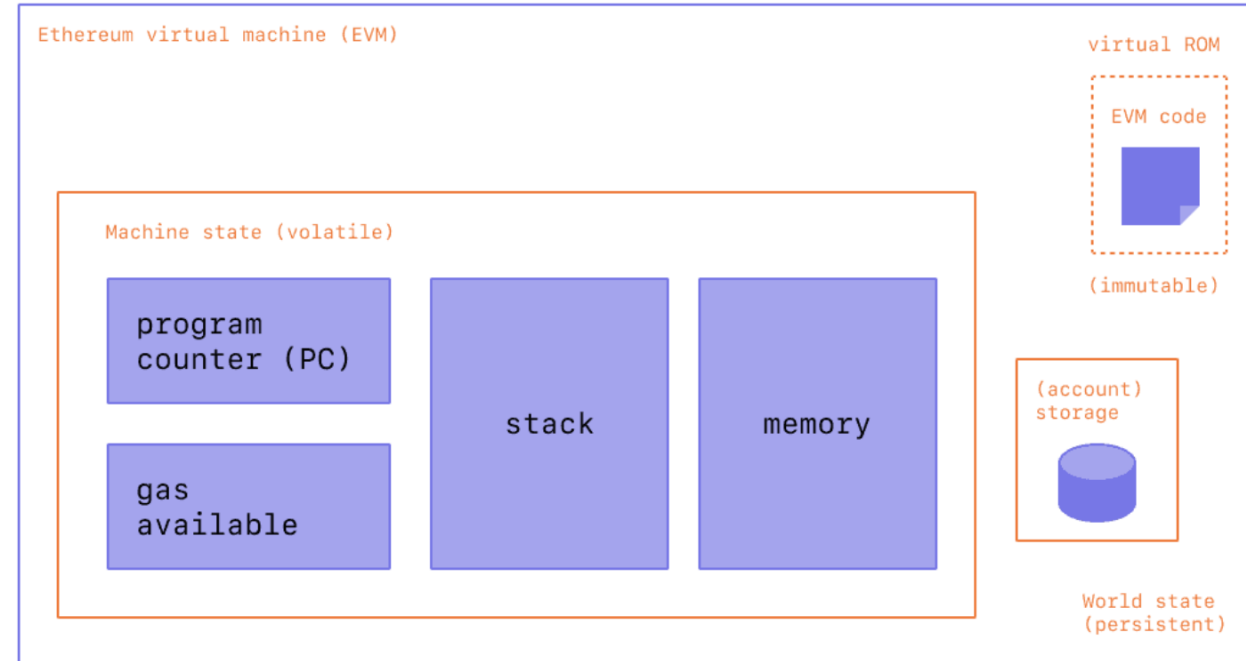 Ethereum virtual machine (EVM)
virtual ROM
EVM code
(immutable)
Machine state (volatile)
program
counter (PC)
gas
available
stack
memory
(account)
storage
World state
(persistent)